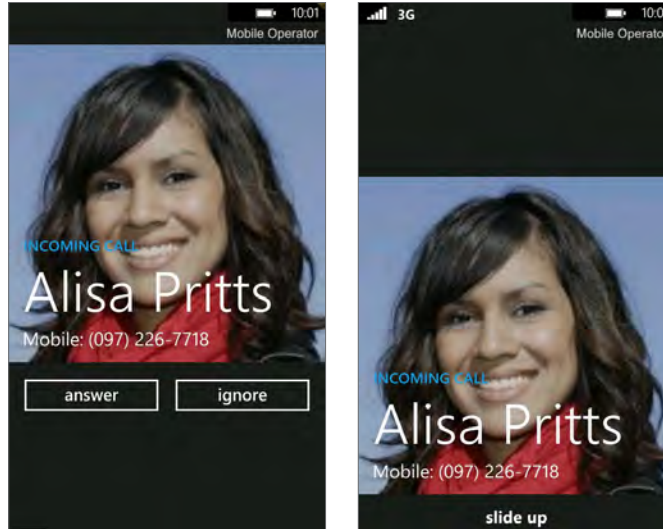 10:01
Mobile Operator
INCOMING CALL
Alisa Pritts
Mobile: (097) 226-7718
answer
ignore
3G
Mobile Operato
INCOMING CALL
Alisa Pritts
Mobile: (097) 226-7718
slide up